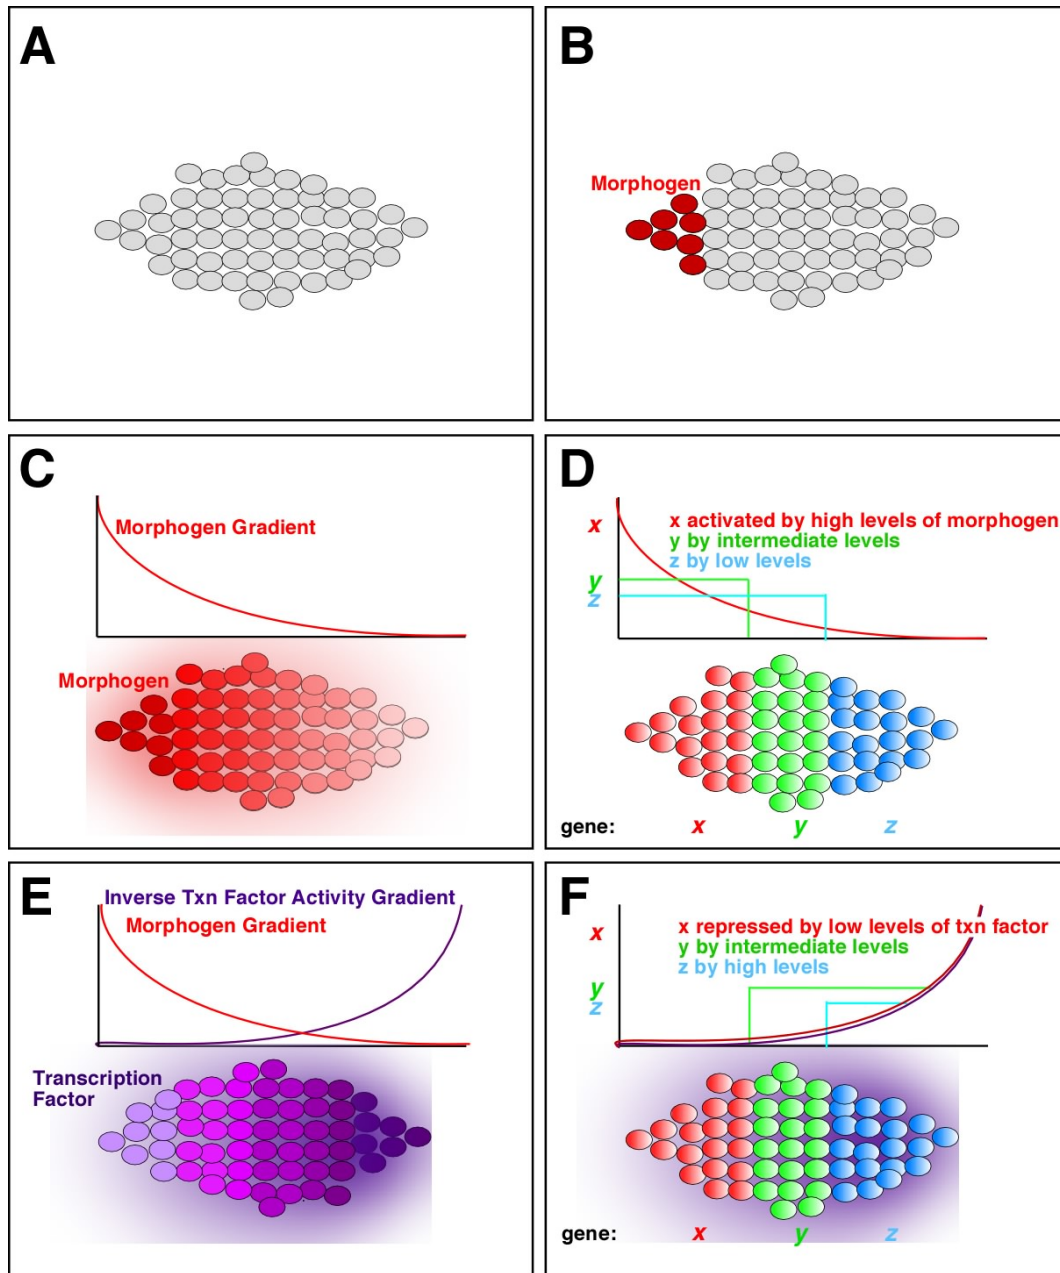 A
B
Morphogen
C
Morphogen Gradient
Morphogen
D
x
x activated by high levels of morphogen
y by intermediate levels
z by low levels
y
z
gene: x y z
E
Inverse Txn Factor Activity Gradient
Morphogen Gradient
Transcription
Factor
F
x
x repressed by low levels of txn factor
y by intermediate levels
z by high levels
y
z
gene: x y z